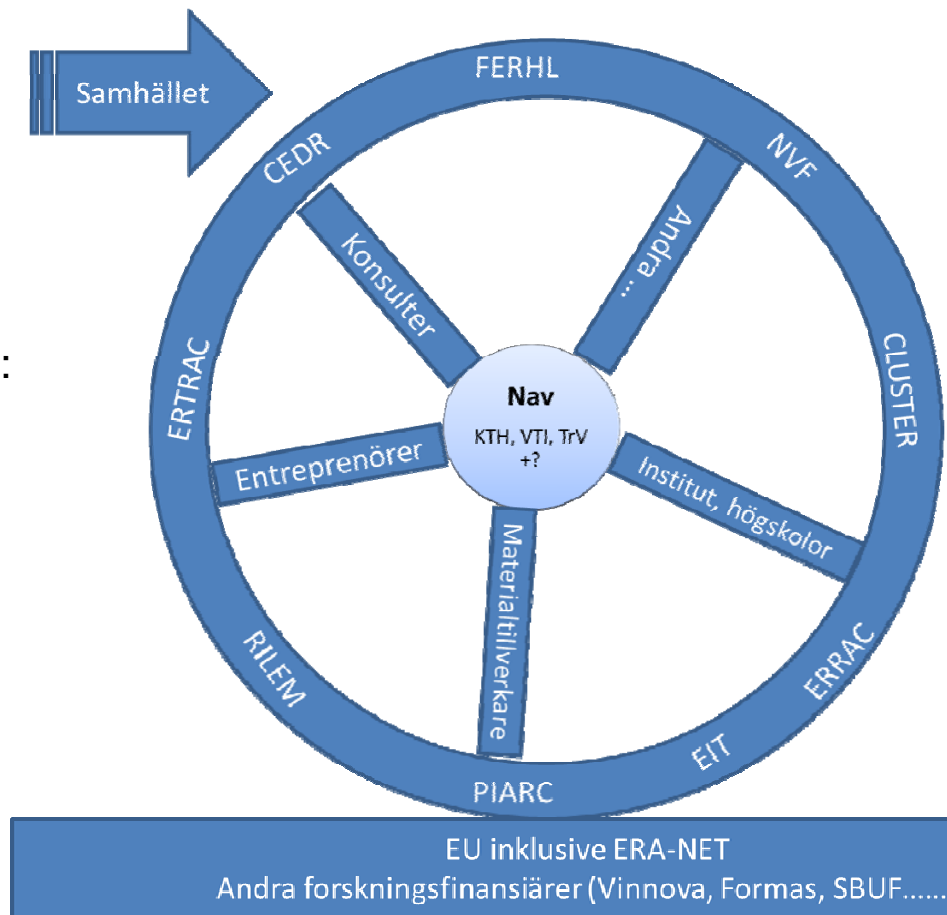 Samhället
FERHL
CEDR
NVF
Konsulter
Andra ...
:
ERTRAC
CLUSTER
Nav
KTH, VTI, TrV
+?
Entreprenörer
Institut, högskolor
Materialtillverkare
RILEM
ERRAC
EIT
PIARC
EU inklusive ERA-NET
Andra forskningsfinansiärer (Vinnova, Formas, SBUF.....